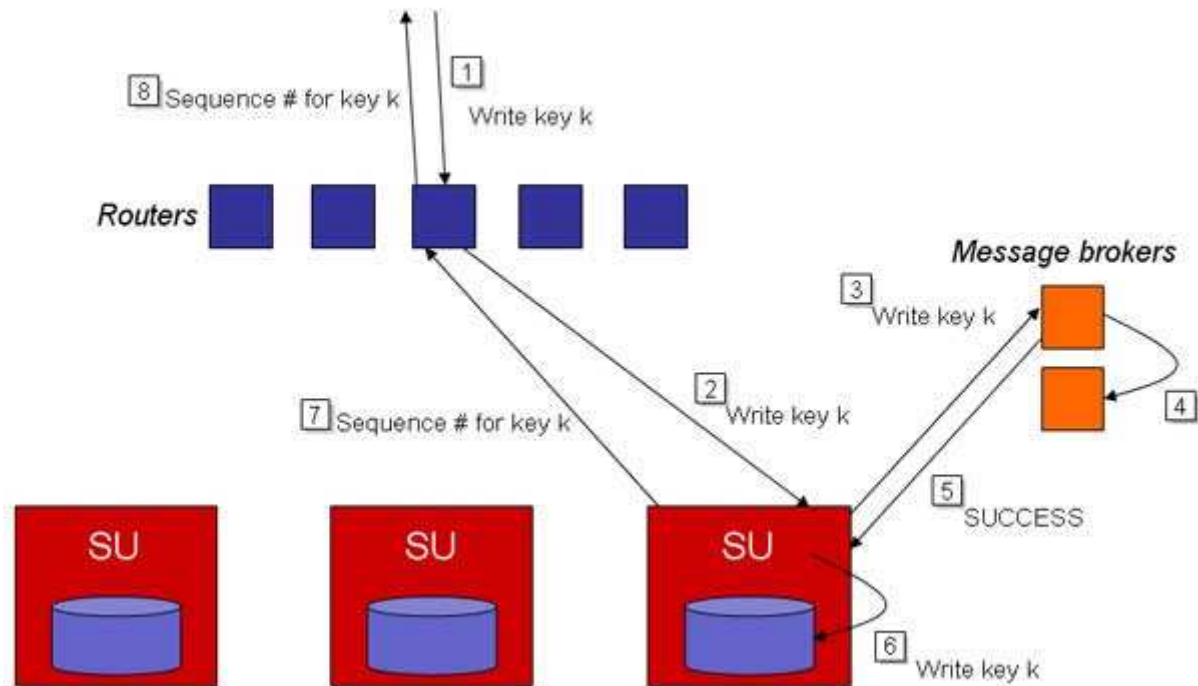 1
8 Sequence # for key k
Write key k
Routers
Message brokers
3
Write key k
2
Write key k
7 Sequence # for key k
4
5
SUCCESS
SU
SU
SU
6
Write key k